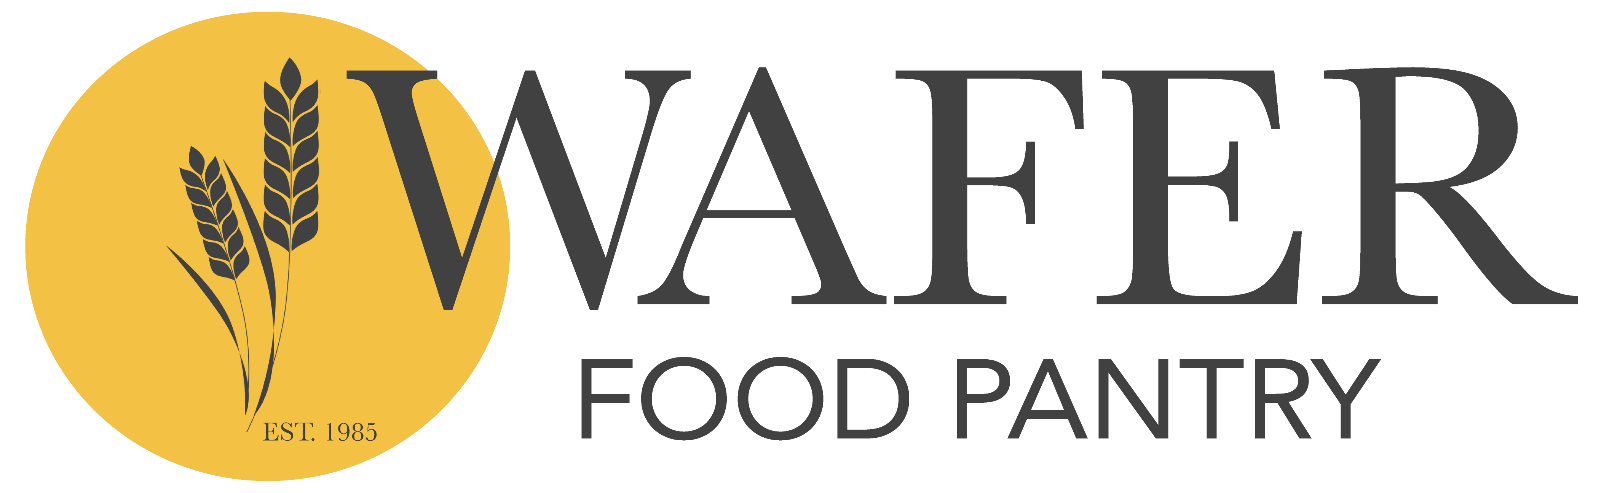 WAFER
FOOD PANTRY
EST. 1985